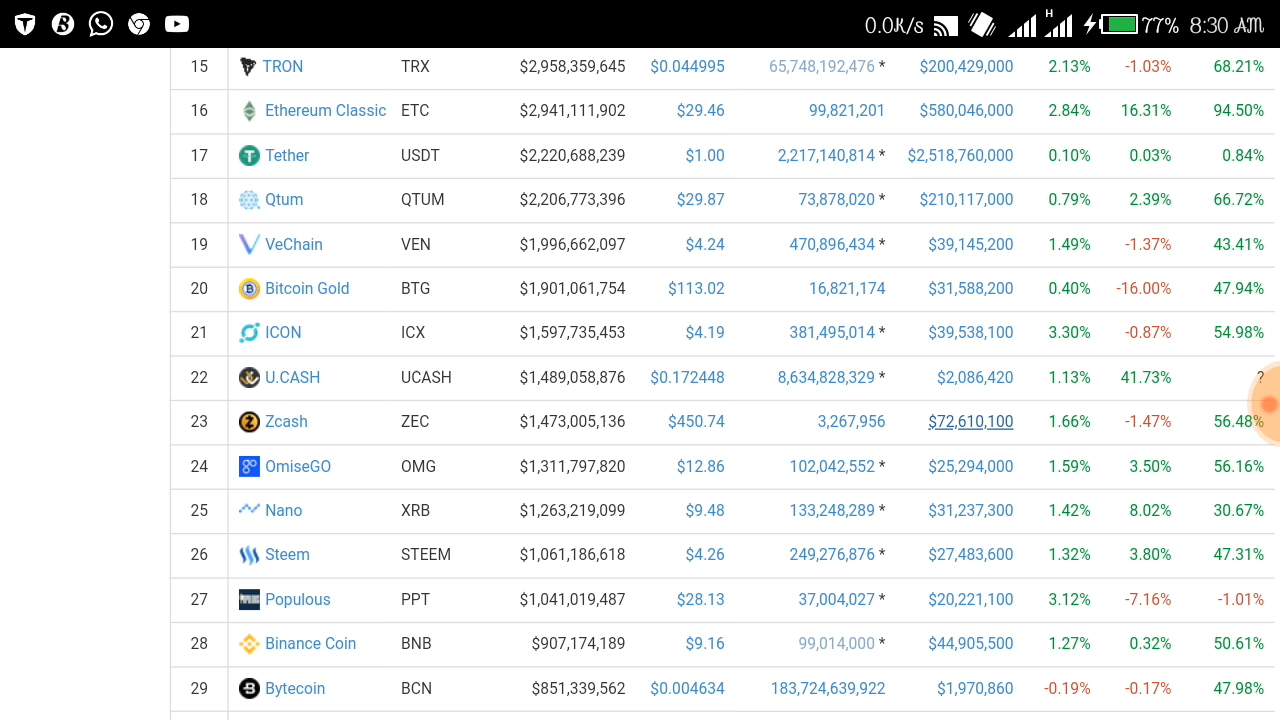 0.0K/s H 77% 8:30 AM
15 TRON TRX $2,958,359,645 $0.044995 65,748,192,476 * $200,429,000 2.13% -1.03% 68.21%
16 Ethereum Classic ETC $2,941,111,902 $29.46 99,821,201 $580,046,000 2.84% 16.31% 94.50%
17 Tether USDT $2,220,688,239 $1.00 2,217,140,814 * $2,518,760,000 0.10% 0.03% 0.84%
18 Qtum QTUM $2,206,773,396 $29.87 73,878,020 * $210,117,000 0.79% 2.39% 66.72%
19 VeChain VEN $1,996,662,097 $4.24 470,896,434 * $39,145,200 1.49% -1.37% 43.41%
20 Bitcoin Gold BTG $1,901,061,754 $113.02 16,821,174 $31,588,200 0.40% -16.00% 47.94%
21 ICON ICX $1,597,735,453 $4.19 381,495,014 * $39,538,100 3.30% -0.87% 54.98%
22 U.CASH UCASH $1,489,058,876 $0.172448 8,634,828,329 * $2,086,420 1.13% 41.73% ?
23 Zcash ZEC $1,473,005,136 $450.74 3,267,956 $72,610,100 1.66% -1.47% 56.48%
24 OmiseGO OMG $1,311,797,820 $12.86 102,042,552 * $25,294,000 1.59% 3.50% 56.16%
25 Nano XRB $1,263,219,099 $9.48 133,248,289 * $31,237,300 1.42% 8.02% 30.67%
26 Steem STEEM $1,061,186,618 $4.26 249,276,876 * $27,483,600 1.32% 3.80% 47.31%
27 Populous PPT $1,041,019,487 $28.13 37,004,027 * $20,221,100 3.12% -7.16% -1.01%
28 Binance Coin BNB $907,174,189 $9.16 99,014,000 * $44,905,500 1.27% 0.32% 50.61%
29 Bytecoin BCN $851,339,562 $0.004634 183,724,639,922 $1,970,860 -0.19% -0.17% 47.98%